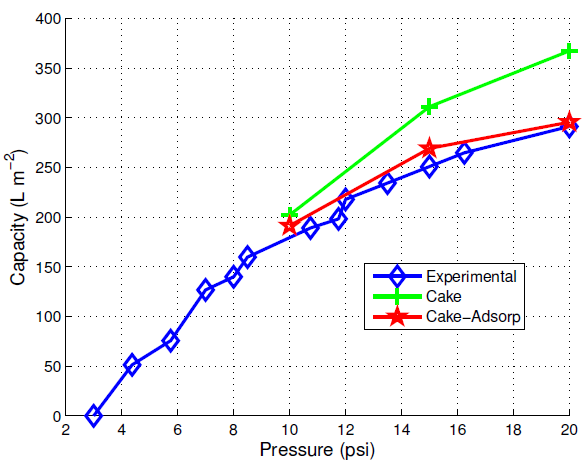 400
350
300
250
200
150
100
50
0
Capacity (L m⁻²)
2 4 6 8 10 12 14 16 18 20
Pressure (psi)
Experimental
Cake
Cake−Adsorp